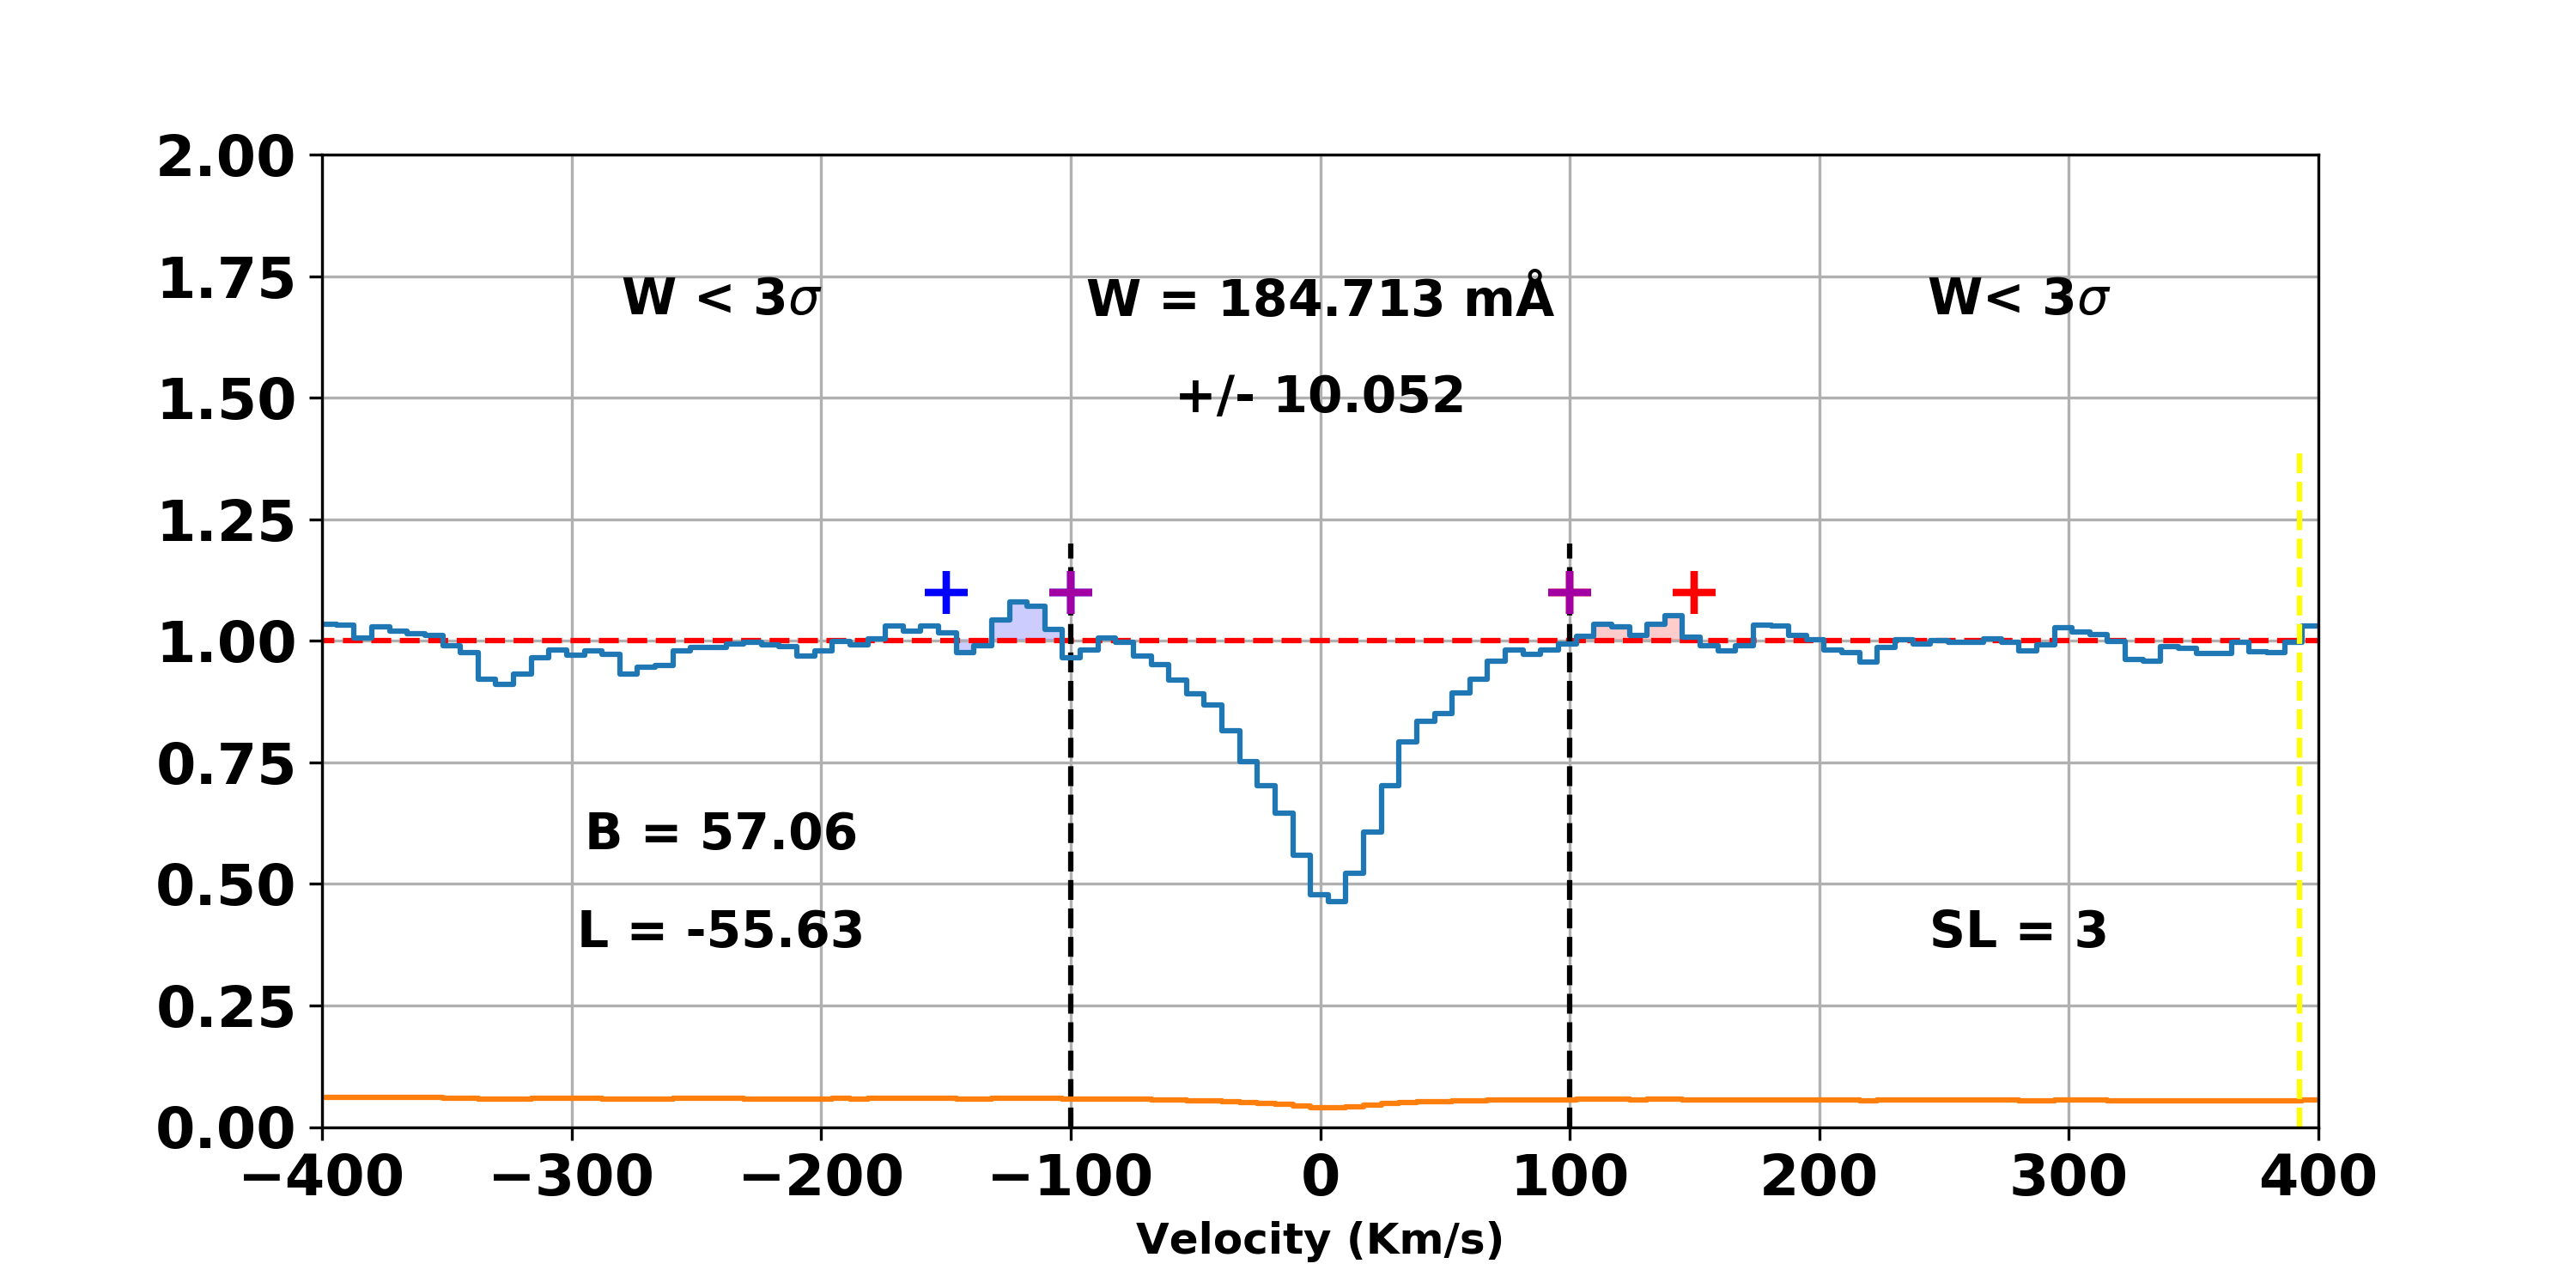 2.00
1.75
1.50
1.25
1.00
0.75
0.50
0.25
0.00
W < 3σ
W = 184.713 mÅ
+/- 10.052
W< 3σ
B = 57.06
L = -55.63
SL = 3
−400 −300 −200 −100 0 100 200 300 400
Velocity (Km/s)